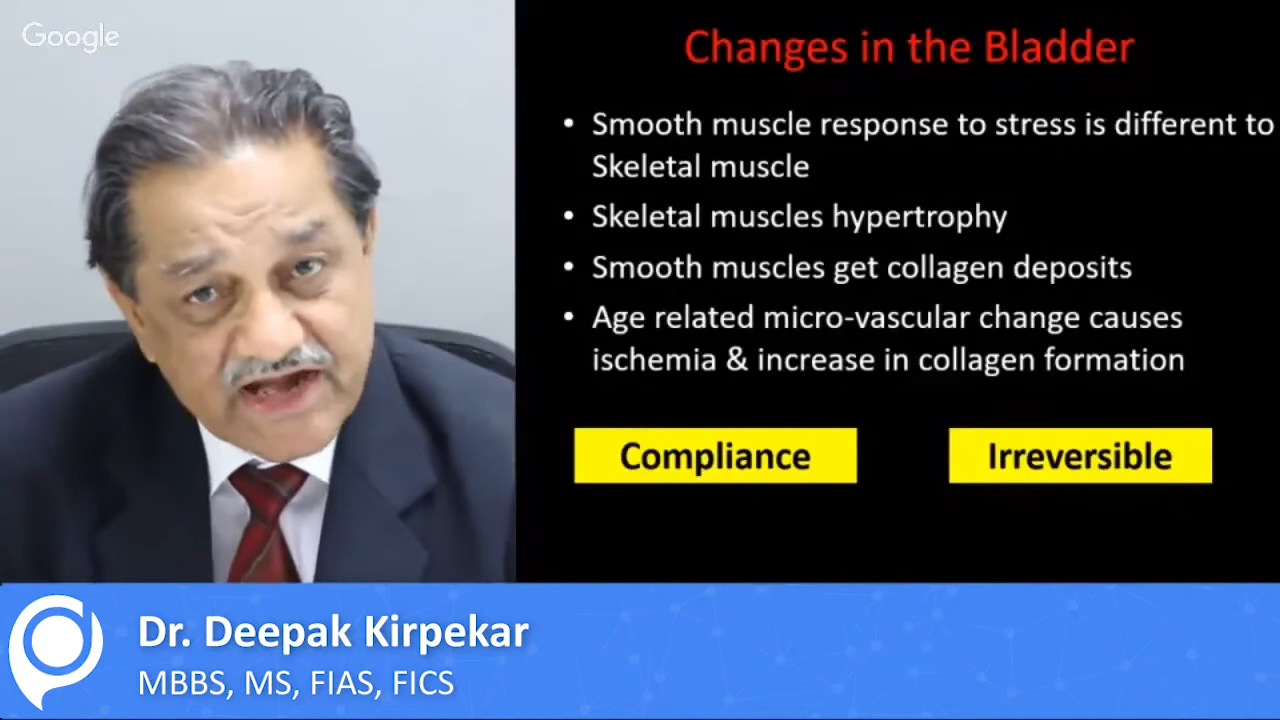 Google
Changes in the Bladder
• Smooth muscle response to stress is different to
Skeletal muscle
• Skeletal muscles hypertrophy
• Smooth muscles get collagen deposits
• Age related micro-vascular change causes
ischemia & increase in collagen formation
Compliance
Irreversible
Dr. Deepak Kirpekar
MBBS, MS, FIAS, FICS